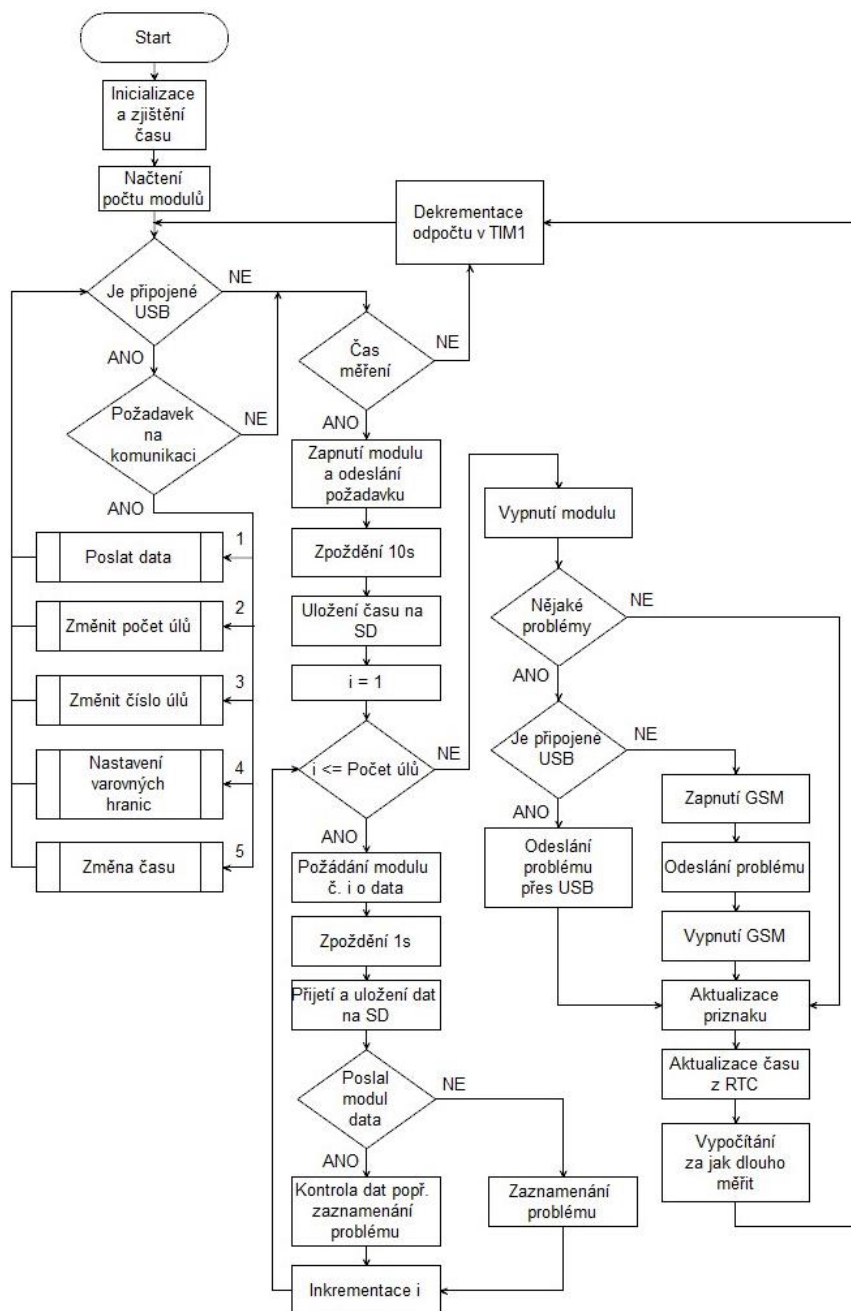 Start
Inicializace
a zjištění
času
Načtení
počtu modulů
Dekrementace
odpočtu v TIM1
Je připojené
USB
NE
ANO
Požadavek
na
komunikaci
NE
ANO
Poslat data
1
Změnit počet úlů
2
Změnit číslo úlů
3
Nastavení
varovných
hranic
4
Změna času
5
Čas
měření
NE
ANO
Zapnutí modulu
a odeslání
požadavku
Zpoždění 10s
Uložení času na
SD
i = 1
i <= Počet úlů
NE
ANO
Požádání modulu
č. i o data
Zpoždění 1s
Přijetí a uložení dat
na SD
Poslal
modul
data
NE
ANO
Kontrola dat popř.
zaznamenání
problému
Zaznamenání
problému
Inkrementace i
Vypnutí modulu
Nějaké
problémy
NE
ANO
Je připojené
USB
NE
ANO
Odeslání
problému
přes USB
Zapnutí GSM
Odeslání problému
Vypnutí GSM
Aktualizace
priznaku
Aktualizace času
z RTC
Vypočítání
za jak dlouho
měřit